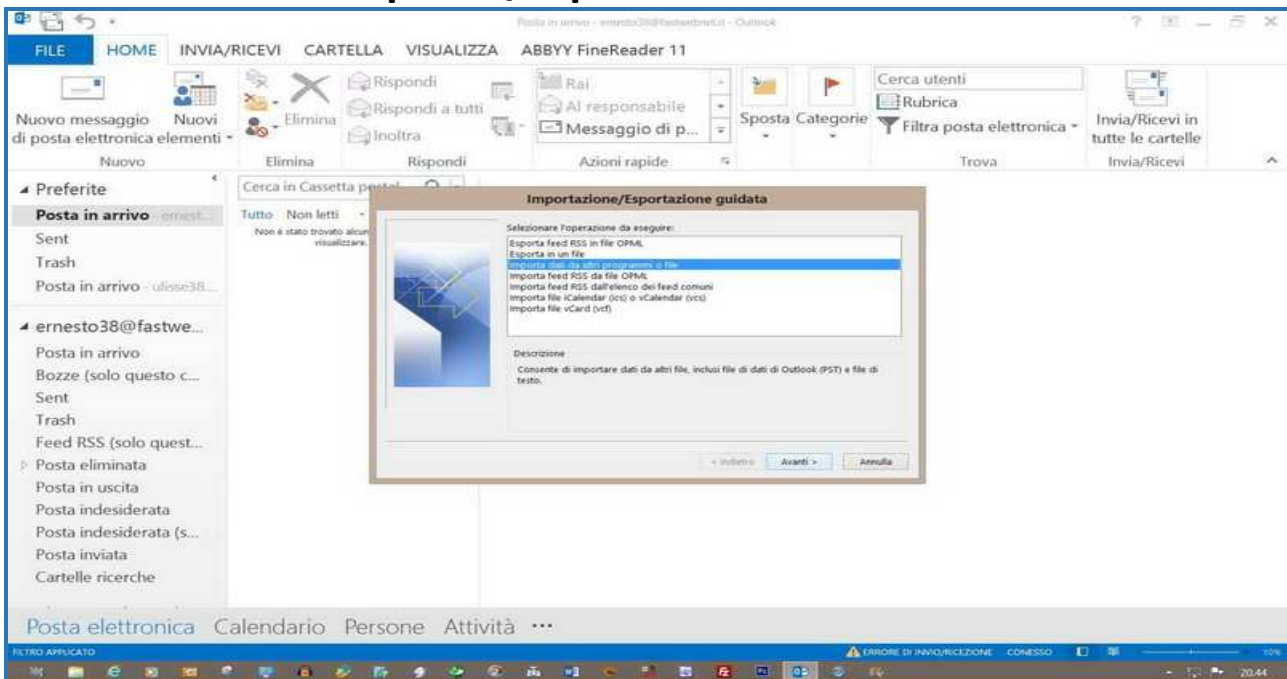 Posta in arrivo - ernesto38@fastwebnet.it - Outlook
FILE HOME INVIA/RICEVI CARTELLA VISUALIZZA ABBYY FineReader 11
Nuovo messaggio di posta elettronica
Nuovi elementi
Nuovo
Elimina
Elimina
Rispondi
Rispondi a tutti
Inoltra
Rispondi
Rai
Al responsabile
Messaggio di p...
Azioni rapide
Sposta
Categorie
Cerca utenti
Rubrica
Filtra posta elettronica
Trova
Invia/Ricevi in
tutte le cartelle
Invia/Ricevi
Preferite
Posta in arrivo - ernest...
Sent
Trash
Posta in arrivo - ulisse38...
ernesto38@fastwe...
Posta in arrivo
Bozze (solo questo c...
Sent
Trash
Feed RSS (solo quest...
Posta eliminata
Posta in uscita
Posta indesiderata
Posta indesiderata (s...
Posta inviata
Cartelle ricerche
Cerca in Cassetta
Tutto Non letti
Non è stato trovato
visualizzare.
Importazione/Esportazione guidata
Selezionare l'operazione da eseguire:
Esporta feed RSS in file OPML
Esporta in un file
Importa dati da altri programmi o file
Importa feed RSS da file OPML
Importa feed RSS dall'elenco dei feed comuni
Importa file iCalendar (ics) o vCalendar (vcs)
Importa file vCard (vcf)
Descrizione
Consente di importare dati da altri file, inclusi file di dati di Outlook (PST) e file di
testo.
< Indietro Avanti > Annulla
Posta elettronica Calendario Persone Attività ...
FILTRO APPLICATO
ERRORE DI INVIO/RICEZIONE CONNESSO 10%
20.44